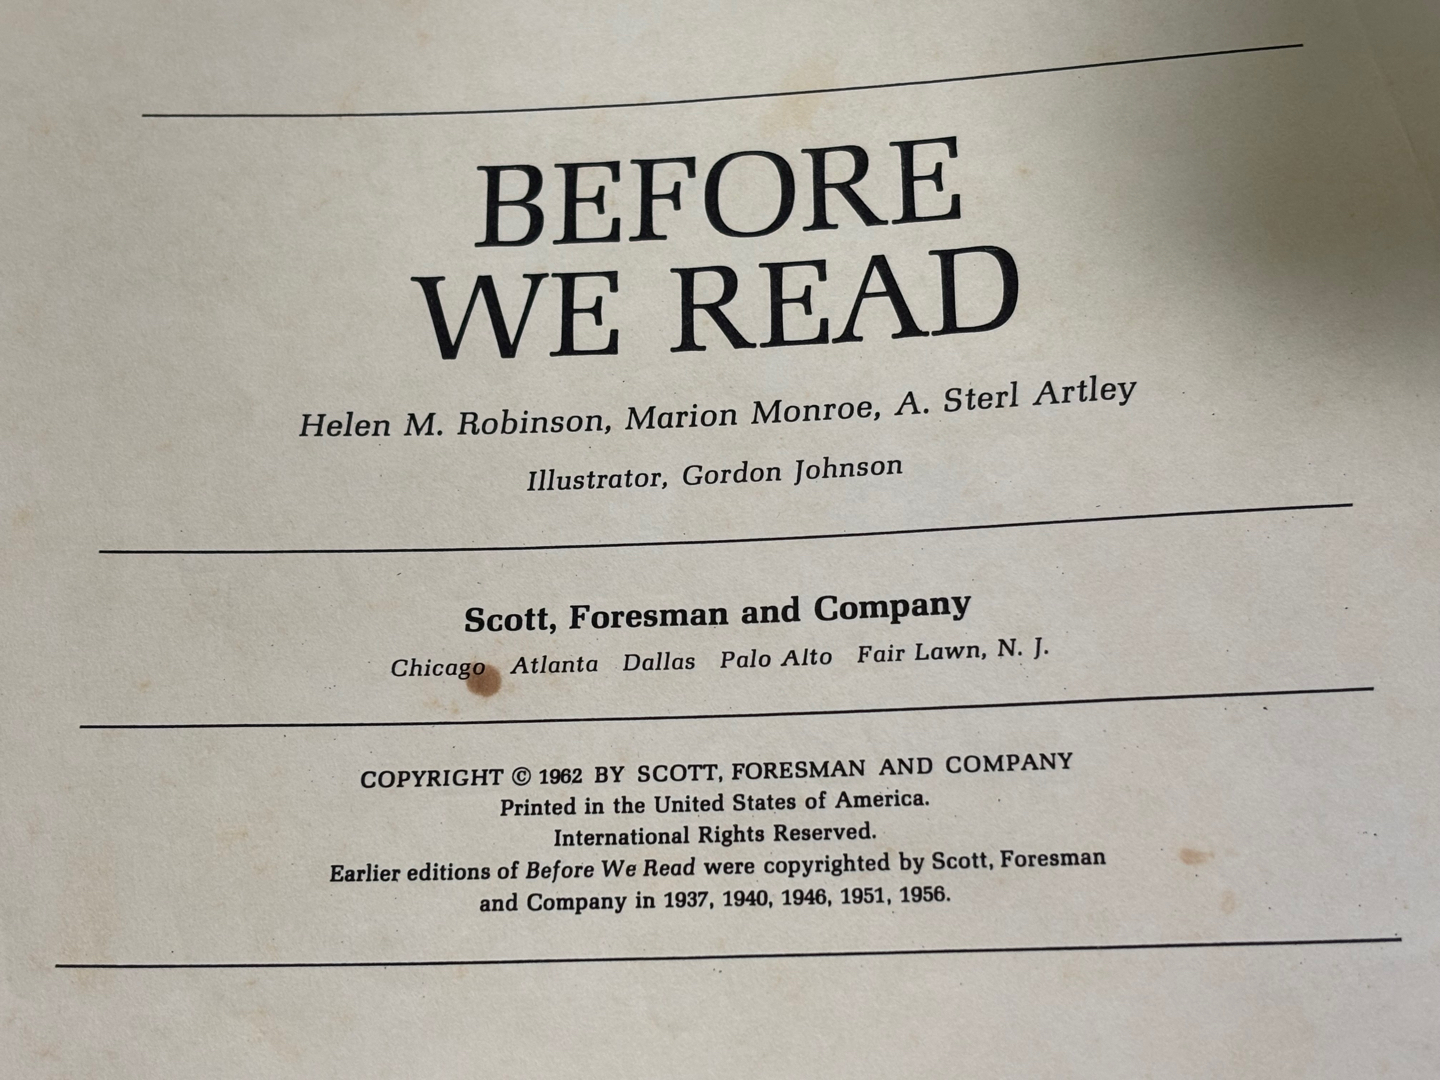 BEFORE
WE READ
Helen M. Robinson, Marion Monroe, A. Sterl Artley
Illustrator, Gordon Johnson
Scott, Foresman and Company
Chicago Atlanta Dallas Palo Alto Fair Lawn, N. J.
COPYRIGHT © 1962 BY SCOTT, FORESMAN AND COMPANY
Printed in the United States of America.
International Rights Reserved.
Earlier editions of Before We Read were copyrighted by Scott, Foresman
and Company in 1937, 1940, 1946, 1951, 1956.